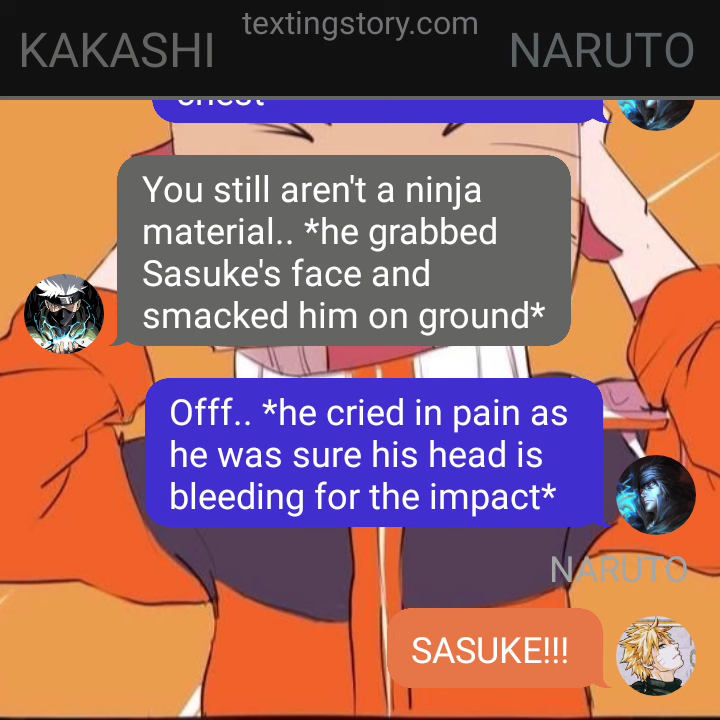 textingstory.com
KAKASHI NARUTO
chest
You still aren't a ninja
material.. *he grabbed
Sasuke's face and
smacked him on ground*
Offf.. *he cried in pain as
he was sure his head is
bleeding for the impact*
NARUTO
SASUKE!!!